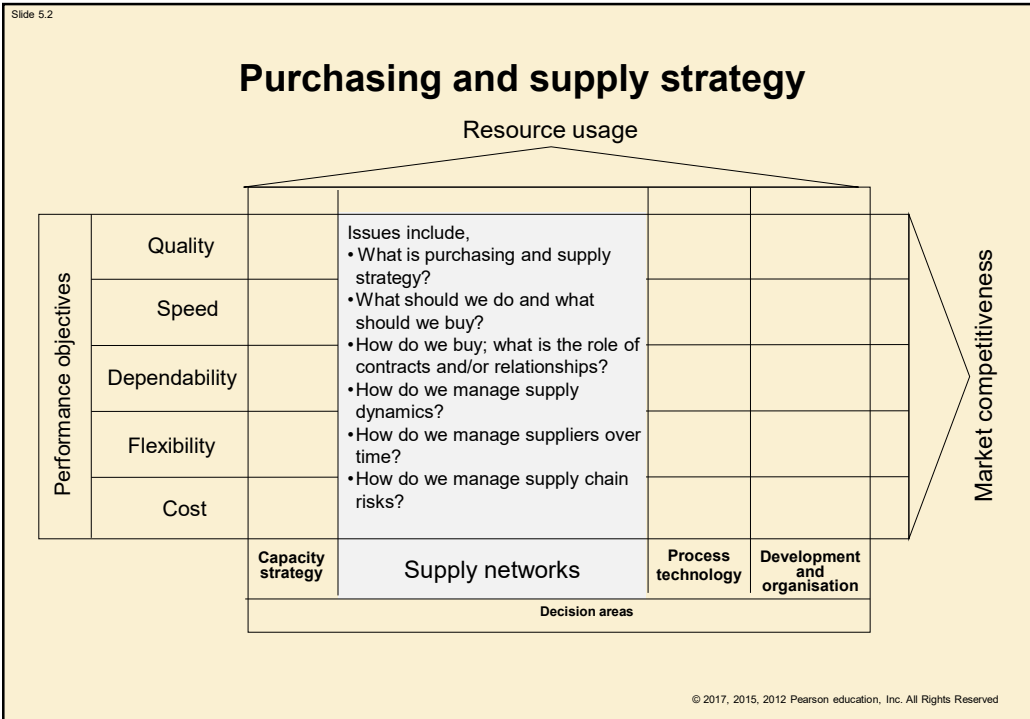 Slide 5.2
Purchasing and supply strategy
Resource usage
Performance objectives
Quality
Speed
Dependability
Flexibility
Cost
Issues include,
• What is purchasing and supply
strategy?
•What should we do and what
should we buy?
•How do we buy; what is the role of
contracts and/or relationships?
•How do we manage supply
dynamics?
•How do we manage suppliers over
time?
•How do we manage supply chain
risks?
Market competitiveness
Capacity
strategy
Supply networks
Process
technology
Development
and
organisation
Decision areas
© 2017, 2015, 2012 Pearson education, Inc. All Rights Reserved